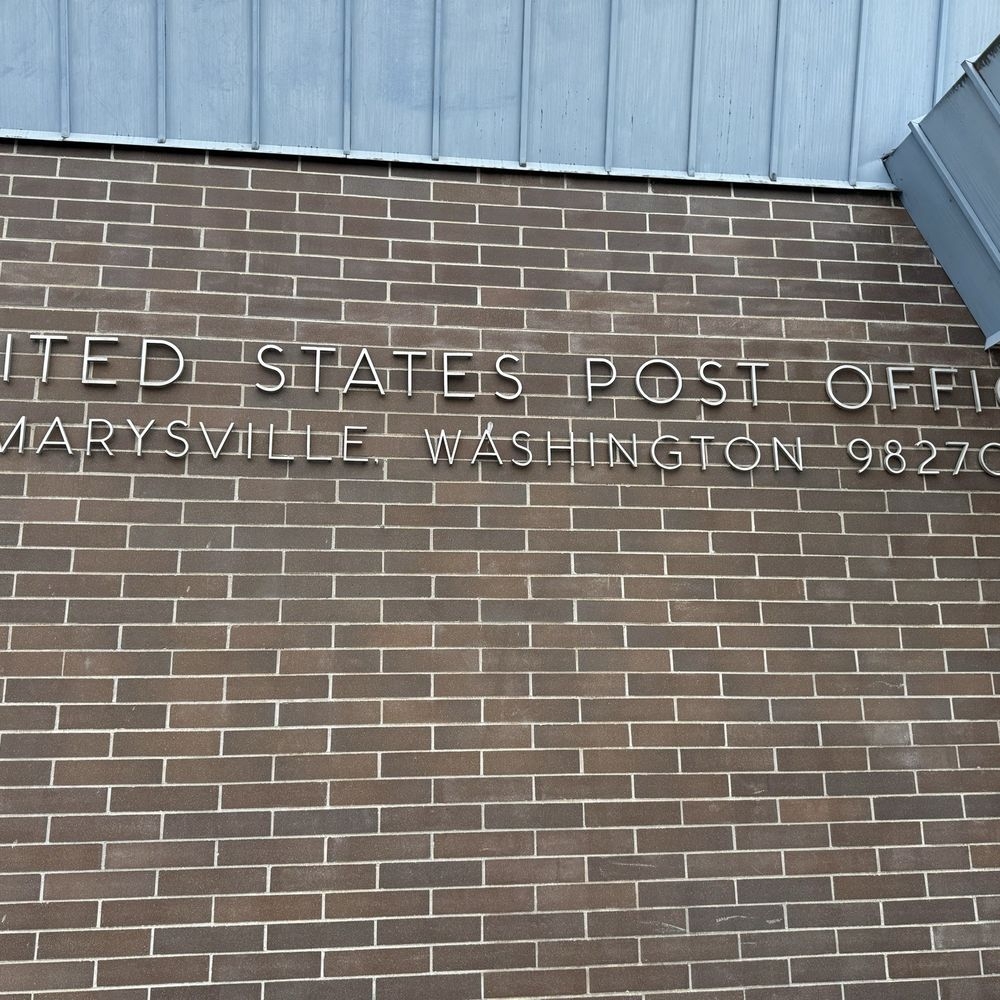 ITED STATES POST OFFIC
MARYSVILLE, WASHINGTON 98270